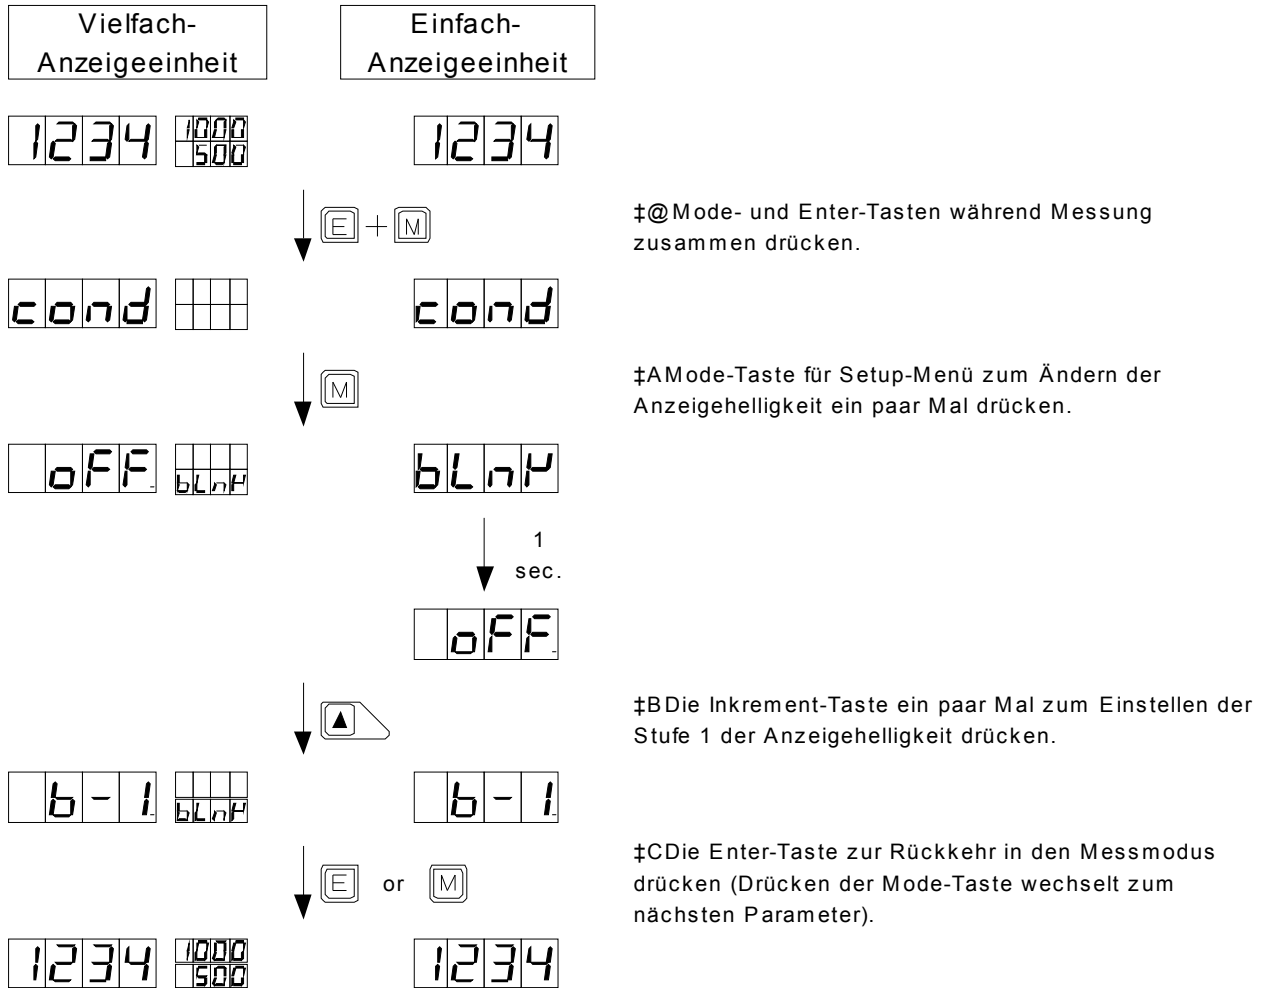 Vielfach-
Anzeigeeinheit
Einfach-
Anzeigeeinheit
1234 1000
500
1234
E + M
‡@Mode- und Enter-Tasten während Messung
zusammen drücken.
cond
cond
M
‡AMode-Taste für Setup-Menü zum Ändern der
Anzeigehelligkeit ein paar Mal drücken.
oFF bLnK
bLnK
1
sec.
oFF
‡BDie Inkrement-Taste ein paar Mal zum Einstellen der
Stufe 1 der Anzeigehelligkeit drücken.
b-1 bLnK
b-1
E or M
‡CDie Enter-Taste zur Rückkehr in den Messmodus
drücken (Drücken der Mode-Taste wechselt zum
nächsten Parameter).
1234 1000
500
1234